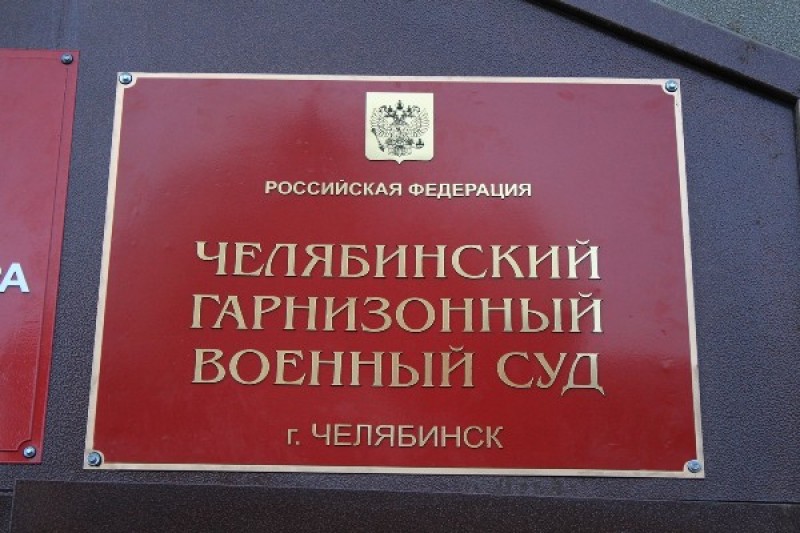 РОССИЙСКАЯ ФЕДЕРАЦИЯ
ЧЕЛЯБИНСКИЙ
ГАРНИЗОННЫЙ
ВОЕННЫЙ СУД
г. ЧЕЛЯБИНСК